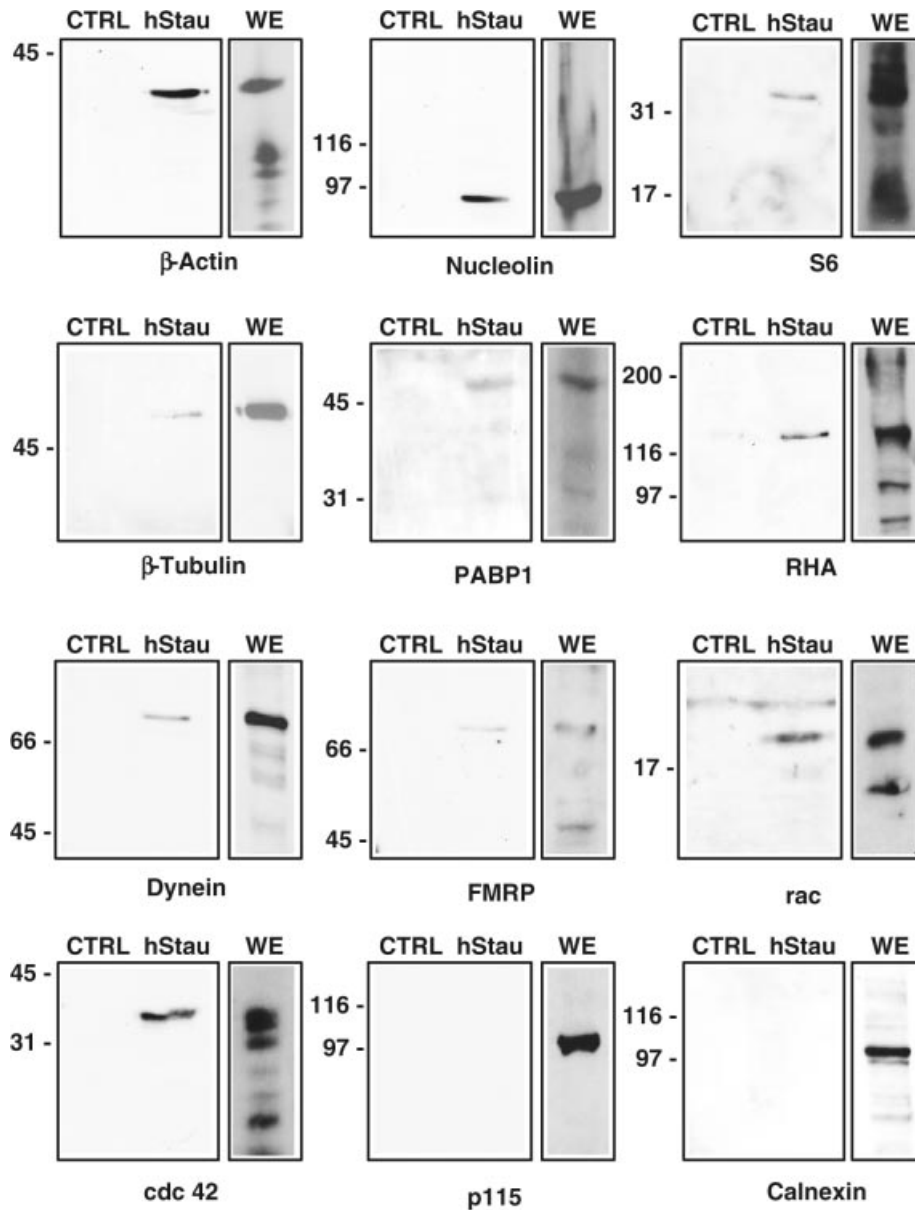 CTRL hStau WE CTRL hStau WE CTRL hStau WE
45 -
116 -
97 -
31 -
17 -
β-Actin Nucleolin S6
CTRL hStau WE CTRL hStau WE CTRL hStau WE
45 -
45 -
31 -
200 -
116 -
97 -
β-Tubulin PABP1 RHA
CTRL hStau WE CTRL hStau WE CTRL hStau WE
66 -
45 -
66 -
45 -
17 -
Dynein FMRP rac
CTRL hStau WE CTRL hStau WE CTRL hStau WE
45 -
31 -
116 -
97 -
116 -
97 -
cdc 42 p115 Calnexin